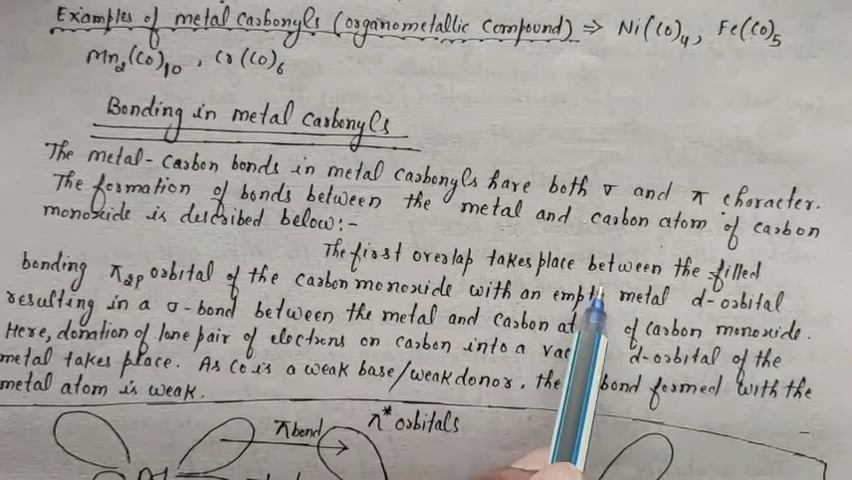 Examples of metal carbonyls (organometallic compound) ⇒ Ni(CO)4, Fe(CO)5
Mn2(CO)10, Cr(CO)6
Bonding in metal Carbonyls
The metal-carbon bonds in metal carbonyls have both σ and π character.
The formation of bonds between the metal and carbon atom of carbon
monoxide is described below:-
The first overlap takes place between the filled
bonding π2p orbital of the carbon monoxide with an empty metal d-orbital
resulting in a σ-bond between the metal and carbon at of carbon monoxide.
Here, donation of lone pair of electrons on carbon into a vac d-orbital of the
metal takes place. As CO is a weak base/weak donor, the bond formed with the
metal atom is weak.
π bond π* orbitals